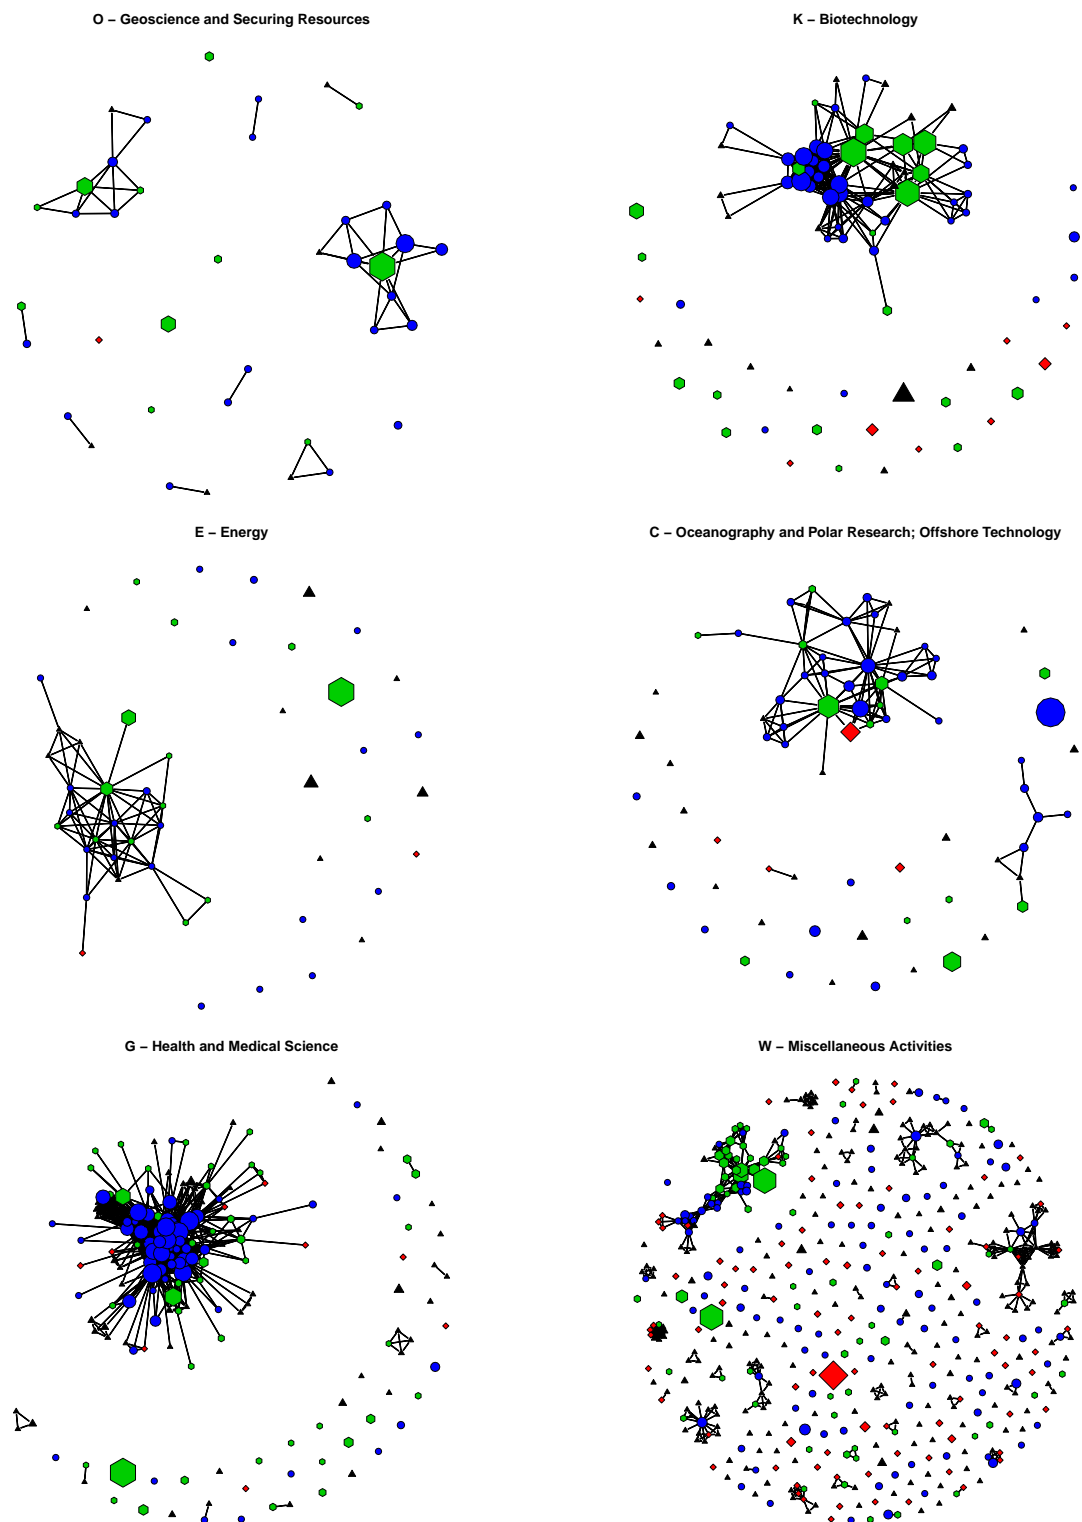 O – Geoscience and Securing Resources
K – Biotechnology
E – Energy
C – Oceanography and Polar Research; Offshore Technology
G – Health and Medical Science
W – Miscellaneous Activities